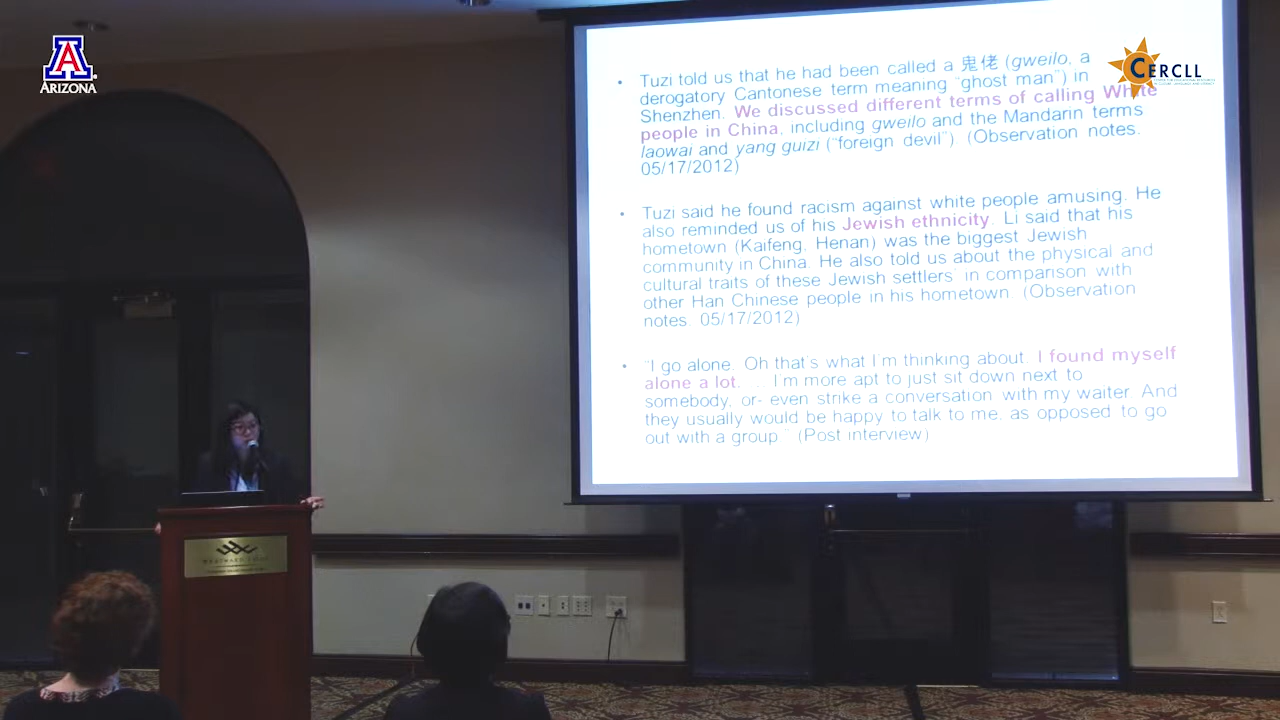 A
ARIZONA
CERCLL
• Tuzi told us that he had been called a 鬼佬 (gweilo, a
derogatory Cantonese term meaning "ghost man") in
Shenzhen. We discussed different terms of calling White
people in China, including gweilo and the Mandarin terms
laowai and yang guizi ("foreign devil") (Observation notes.
05/17/2012)
• Tuzi said he found racism against white people amusing. He
also reminded us of his Jewish ethnicity. Li said that his
hometown (Kaifeng, Henan) was the biggest Jewish
community in China. He also told us about the physical and
cultural traits of these Jewish settlers' in comparison with
other Han Chinese people in his hometown. (Observation
notes. 05/17/2012)
• "I go alone. Oh that's what I'm thinking about. I found myself
alone a lot. .. I'm more apt to just sit down next to
somebody, or- even strike a conversation with my waiter. And
they usually would be happy to talk to me, as opposed to go
out with a group." (Post interview)